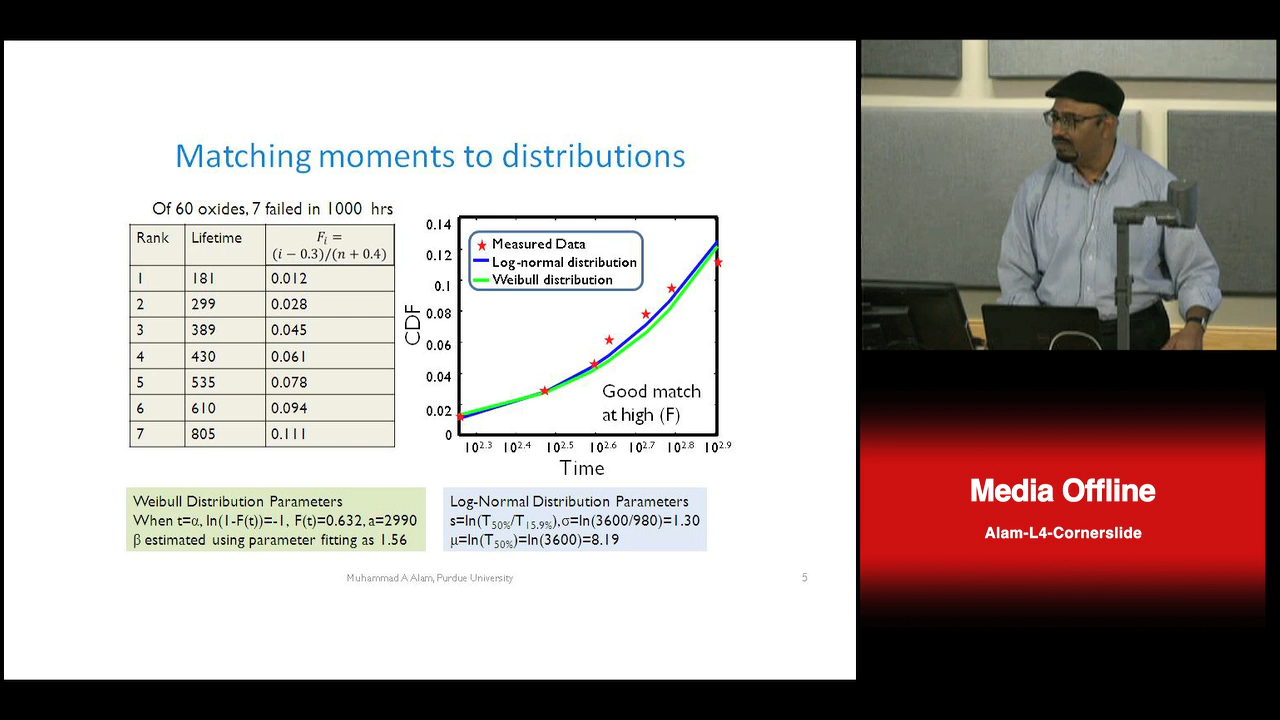 Matching moments to distributions
Of 60 oxides, 7 failed in 1000 hrs
Rank Lifetime F_i = (i − 0.3)/(n + 0.4)
1 181 0.012
2 299 0.028
3 389 0.045
4 430 0.061
5 535 0.078
6 610 0.094
7 805 0.111
0.14
0.12
0.1
0.08
0.06
0.04
0.02
0
CDF
Measured Data
Log-normal distribution
Weibull distribution
Good match
at high (F)
10^2.3 10^2.4 10^2.5 10^2.6 10^2.7 10^2.8 10^2.9
Time
Weibull Distribution Parameters
When t=α, ln(1-F(t))=-1, F(t)=0.632, a=2990
β estimated using parameter fitting as 1.56
Log-Normal Distribution Parameters
s=ln(T50%/T15.9%), σ=ln(3600/980)=1.30
μ=ln(T50%)=ln(3600)=8.19
Muhammad A Alam, Purdue University
5
Media Offline
Alam-L4-Cornerslide